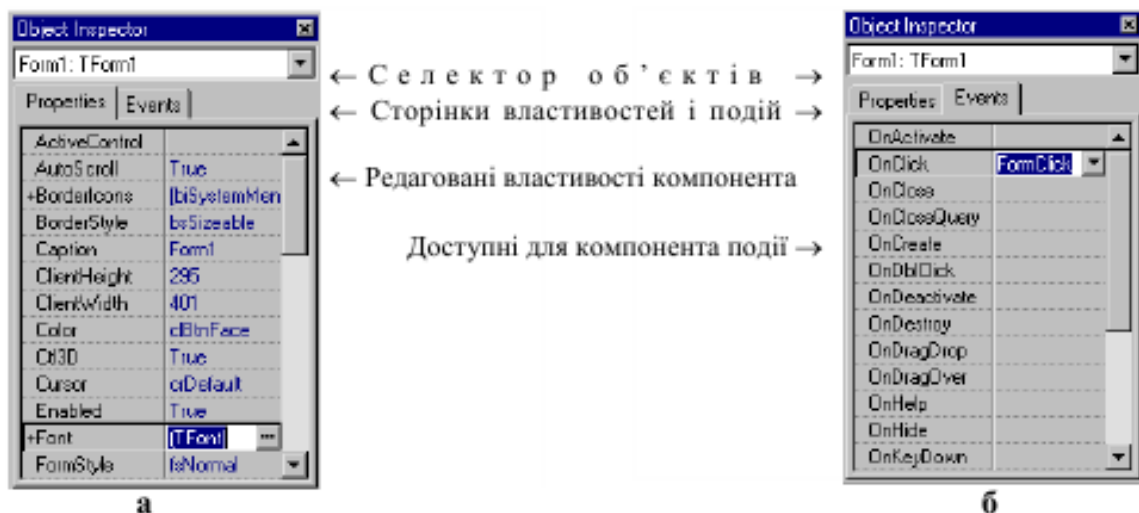 Object Inspector
Form1: TForm1
Properties Events
ActiveControl
AutoScroll True
+BorderIcons [biSystemMen
BorderStyle bsSizeable
Caption Form1
ClientHeight 295
ClientWidth 401
Color clBtnFace
Ctl3D True
Cursor crDefault
Enabled True
+Font (TFont) ...
FormStyle fsNormal
а
← Селектор об’єктів →
← Сторінки властивостей і подій →
← Редаговані властивості компонента
Доступні для компонента події →
Object Inspector
Form1: TForm1
Properties Events
OnActivate
OnClick FormClick
OnClose
OnCloseQuery
OnCreate
OnDblClick
OnDeactivate
OnDestroy
OnDragDrop
OnDragOver
OnHelp
OnHide
OnKeyDown
б